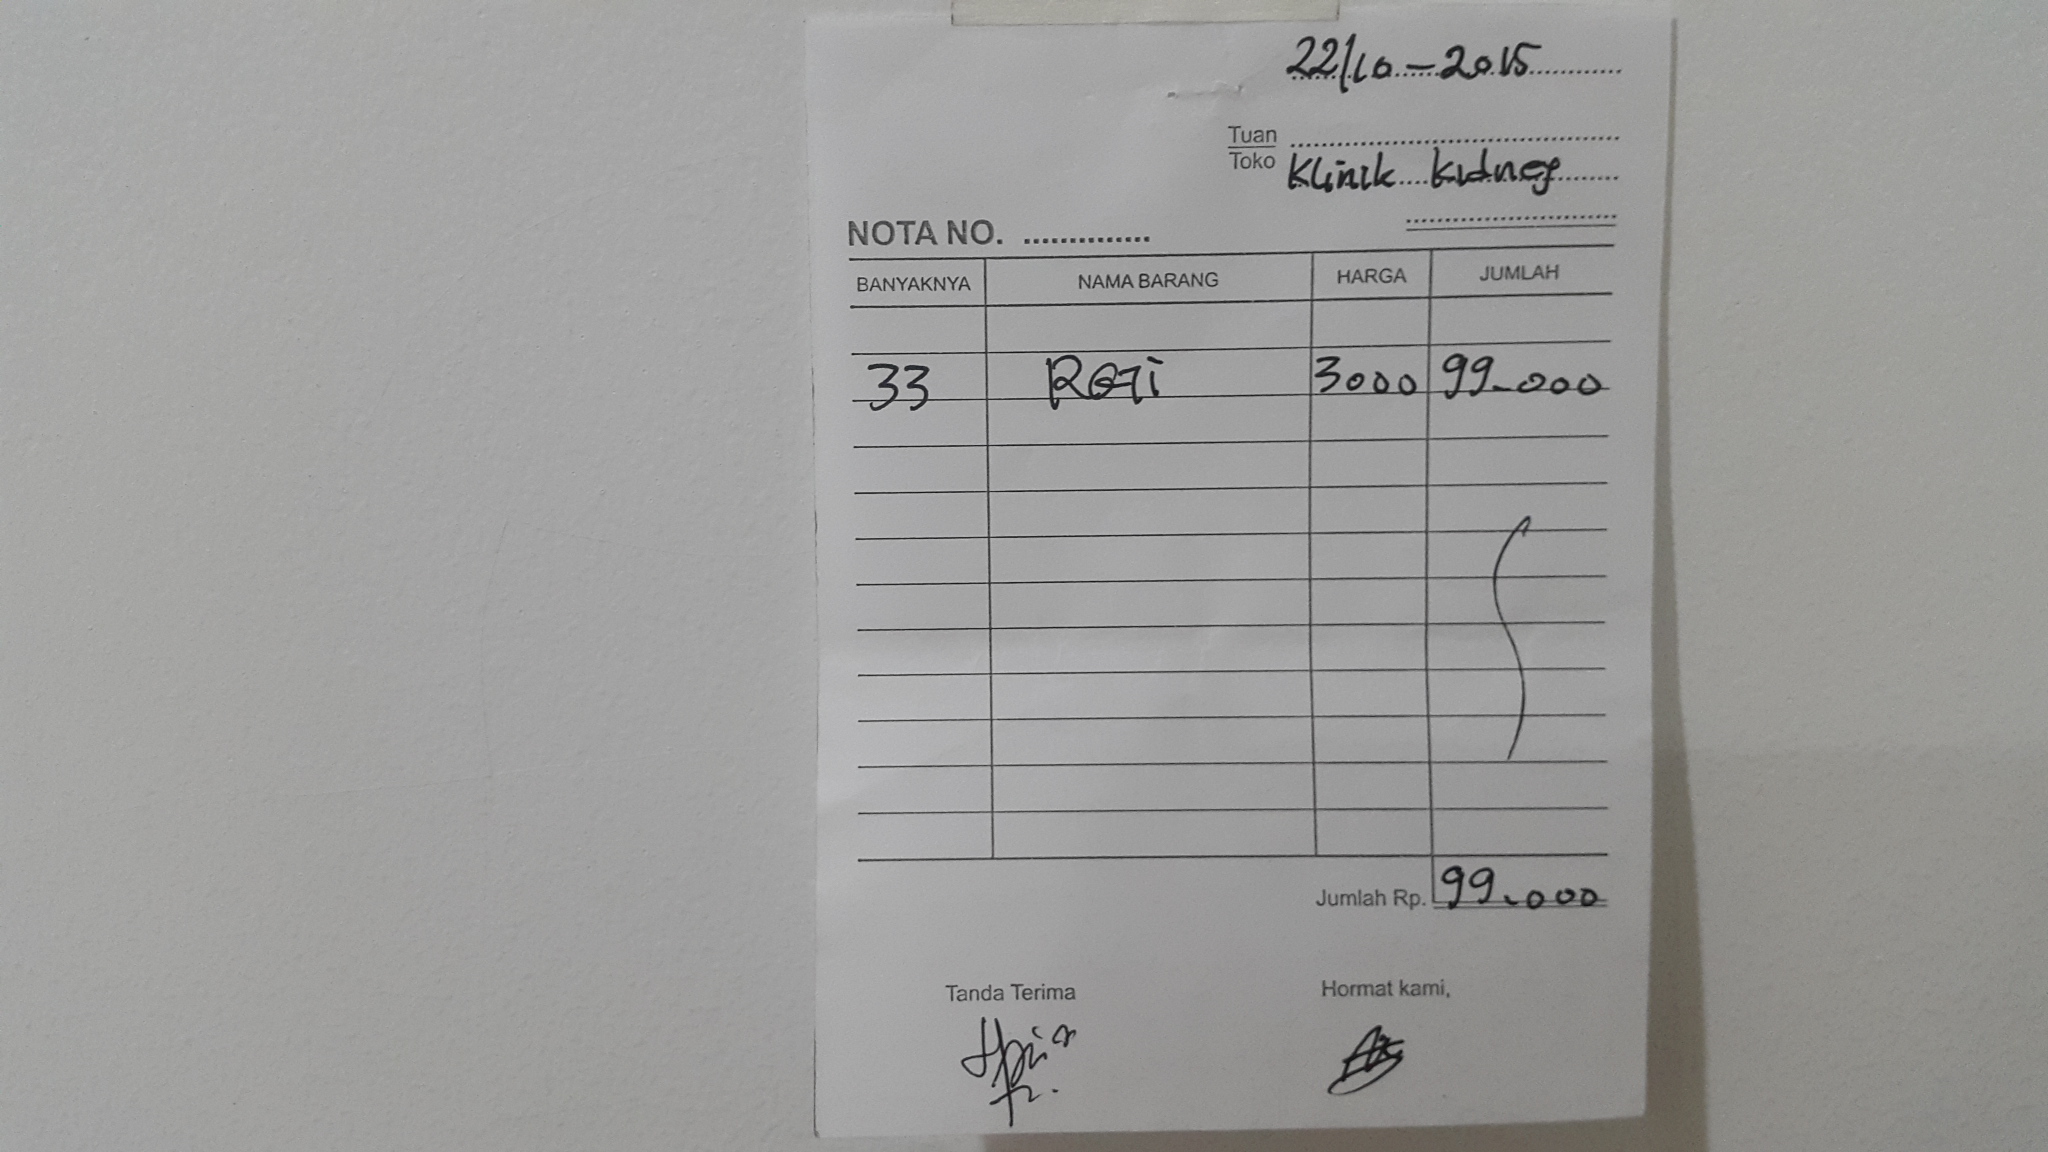 22/10-2015
Tuan
Toko Klinik Kidney
NOTA NO. ...............
BANYAKNYA NAMA BARANG HARGA JUMLAH
33 ROTI 3000 99.000
Jumlah Rp. 99.000
Tanda Terima Hormat kami,